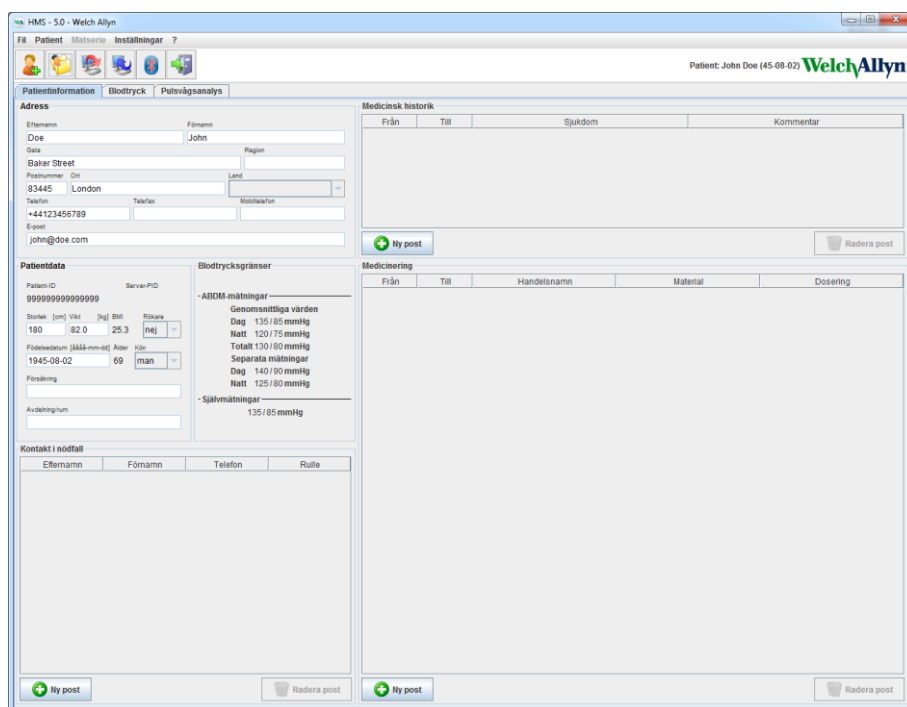 HMS - 5.0 - Welch Allyn
Fil Patient Mätserie Inställningar ?
Patient: John Doe (45-08-02) WelchAllyn
Patientinformation Blodtryck Pulsvågsanalys
Adress
Efternamn Förnamn
Doe John
Gata Region
Baker Street
Postnummer Ort Land
83445 London
Telefon Telefax Mobiltelefon
+44123456789
E-post
john@doe.com
Medicinsk historik
Från Till Sjukdom Kommentar
Ny post Radera post
Patientdata
Patient-ID Server-PID
999999999999999
Storlek [cm] Vikt [kg] BMI Rökare
180 82.0 25.3 nej
Födelsedatum [åååå-mm-dd] Ålder Kön
1945-08-02 69 man
Försäkring
Avdelning/rum
Blodtrycksgränser
- ABDM-mätningar
Genomsnittliga värden
Dag 135/85 mmHg
Natt 120/75 mmHg
Totalt 130/80 mmHg
Separata mätningar
Dag 140/90 mmHg
Natt 125/80 mmHg
- Självmätningar
135/85 mmHg
Medicinering
Från Till Handelsnamn Material Dosering
Kontakt i nödfall
Efternamn Förnamn Telefon Rulle
Ny post Radera post
Ny post Radera post